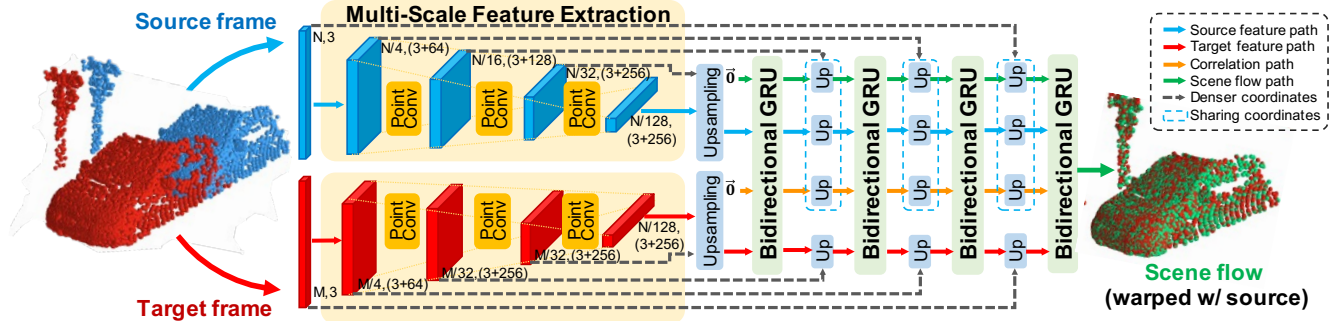 Multi-Scale Feature Extraction
Source frame
N,3
N/4,(3+64)
N/16,(3+128)
N/32,(3+256)
N/128,
(3+256)
Point
Conv
Point
Conv
Point
Conv
Upsampling
0
Bidirectional GRU
Up
Up
Up
Up
Bidirectional GRU
Up
Up
Up
Up
Bidirectional GRU
Up
Up
Up
Up
Bidirectional GRU
Source feature path
Target feature path
Correlation path
Scene flow path
Denser coordinates
Sharing coordinates
Target frame
M,3
M/4,(3+64)
M/32,(3+256)
M/32,(3+256)
N/128,
(3+256)
Point
Conv
Point
Conv
Point
Conv
Upsampling
0
Scene flow
(warped w/ source)